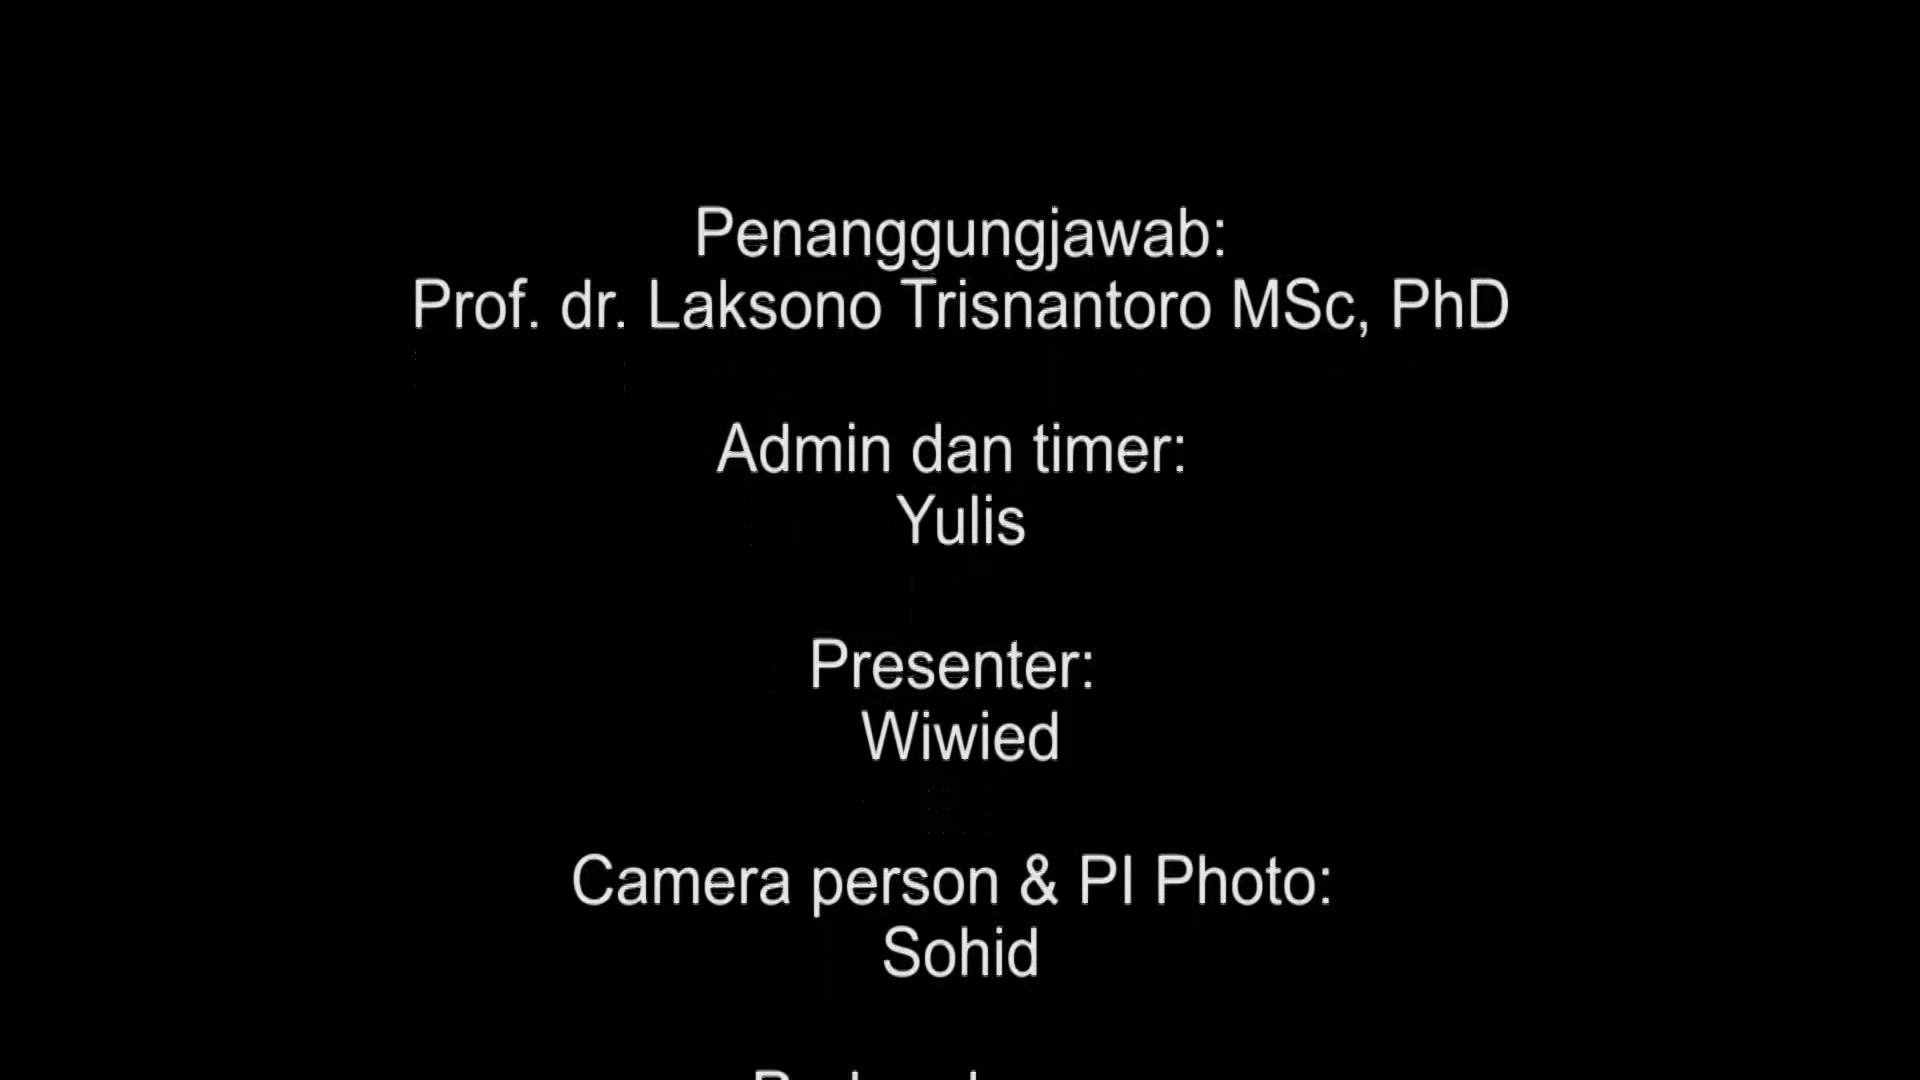 Penanggungjawab:
Prof. dr. Laksono Trisnantoro MSc, PhD
Admin dan timer:
Yulis
Presenter:
Wiwied
Camera person & PI Photo:
Sohid